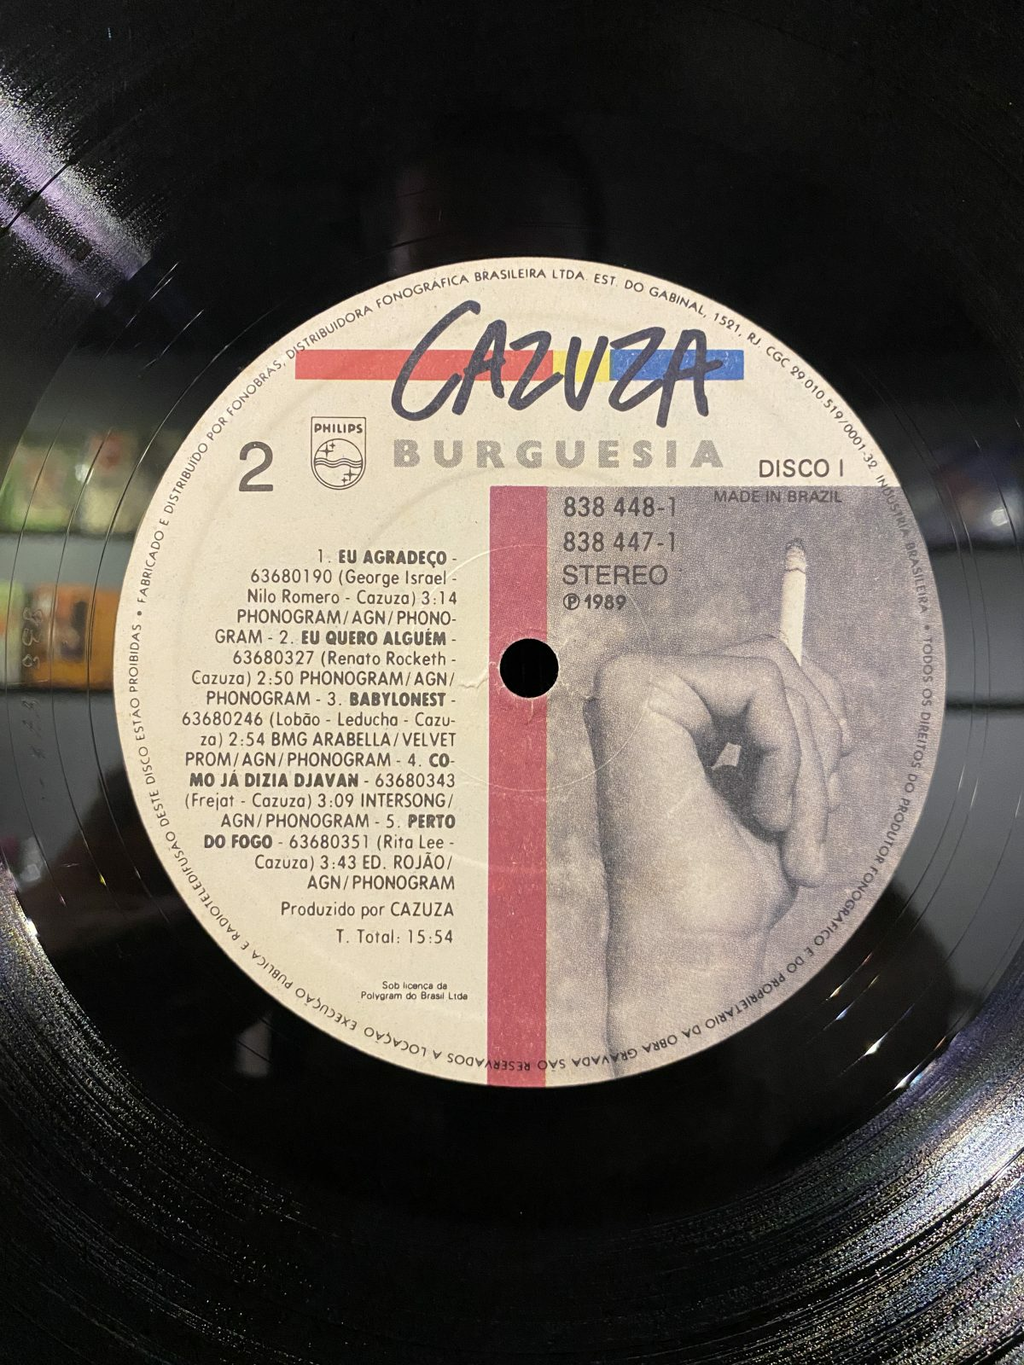 • FABRICADO E DISTRIBUIDO POR FONOBRÁS, DISTRIBUIDORA FONOGRÁFICA BRASILEIRA LTDA. EST. DO GABINAL, 1521, RJ. CGC 29.010.519/0001-32 INDÚSTRIA BRASILEIRA • TODOS OS DIREITOS DO PRODUTOR FONOGRÁFICO E DO PROPRIETÁRIO DA OBRA GRAVADA SÃO RESERVADOS A LOCAÇÃO EXECUÇÃO PÚBLICA E RADIOTELEDIFUSÃO DESTE DISCO ESTÃO PROIBIDAS
CAZUZA
PHILIPS
BURGUESIA
2
DISCO I
MADE IN BRAZIL
838 448-1
838 447-1
STEREO
℗ 1989
1. EU AGRADEÇO -
63680190 (George Israel -
Nilo Romero - Cazuza) 3:14
PHONOGRAM/AGN/PHONO-
GRAM - 2. EU QUERO ALGUÉM -
63680327 (Renato Rocketh -
Cazuza) 2:50 PHONOGRAM/AGN/
PHONOGRAM - 3. BABYLONEST -
63680246 (Lobão - Leducha - Cazu-
za) 2:54 BMG ARABELLA/VELVET
PROM/AGN/PHONOGRAM - 4. CO-
MO JÁ DIZIA DJAVAN - 63680343
(Frejat - Cazuza) 3:09 INTERSONG/
AGN/PHONOGRAM - 5. PERTO
DO FOGO - 63680351 (Rita Lee -
Cazuza) 3:43 ED. ROJÃO/
AGN/PHONOGRAM
Produzido por CAZUZA
T. Total: 15:54
Sob licença da
Polygram do Brasil Ltda